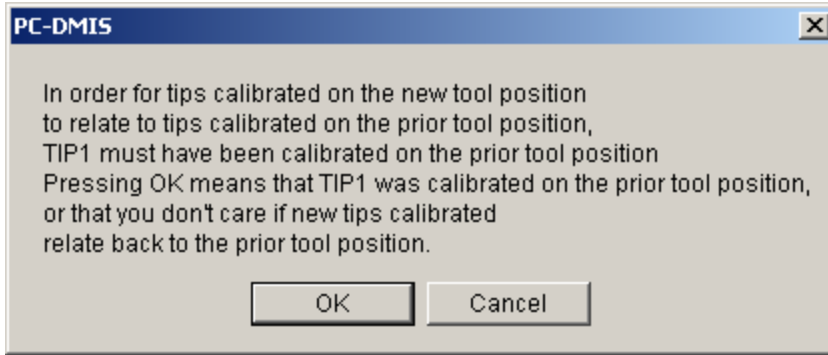 PC-DMIS
In order for tips calibrated on the new tool position
to relate to tips calibrated on the prior tool position,
TIP1 must have been calibrated on the prior tool position
Pressing OK means that TIP1 was calibrated on the prior tool position,
or that you don't care if new tips calibrated
relate back to the prior tool position.
OK
Cancel